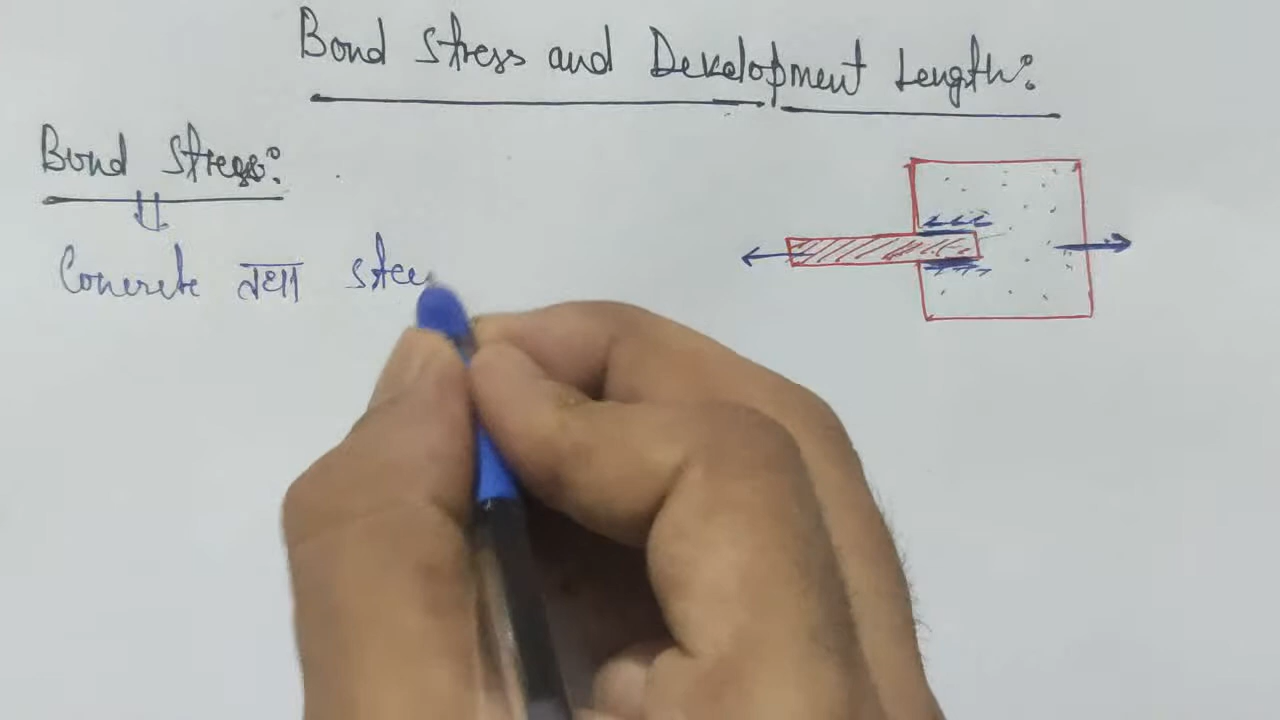 Bond Stress and Development Length:
Bond Stress:
Concrete तथा Stee